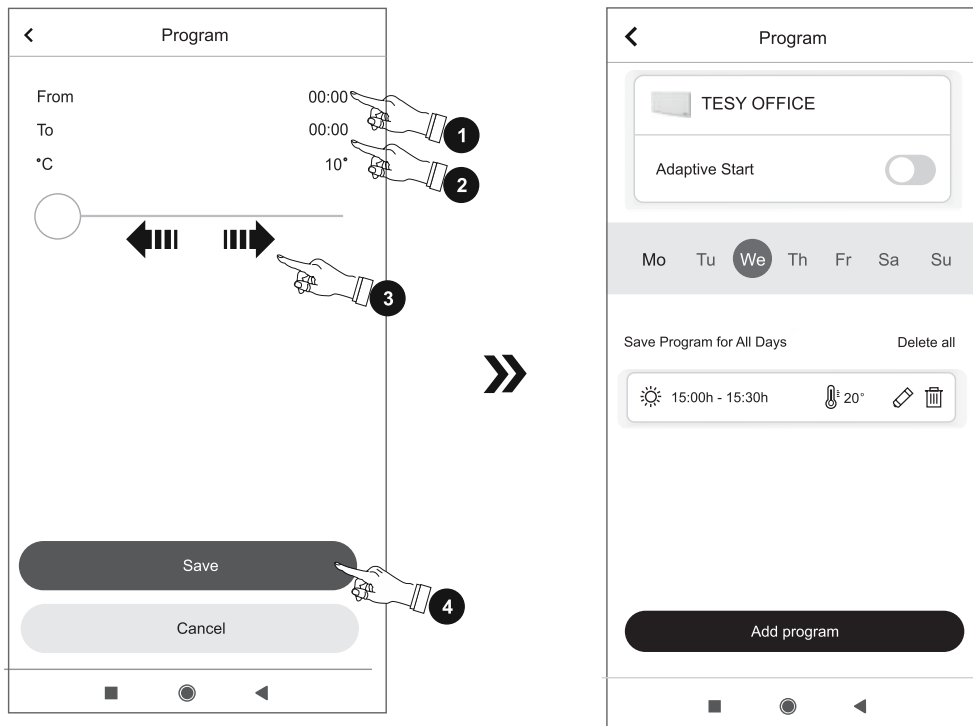 Program
From 00:00
1
To 00:00
°C 10°
2
3
Save
4
Cancel
Program
TESY OFFICE
Adaptive Start
Mo Tu We Th Fr Sa Su
Save Program for All Days Delete all
15:00h - 15:30h 20°
Add program